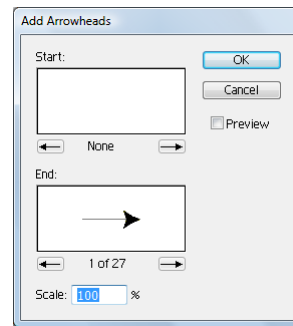 Add Arrowheads
Start:
OK
Cancel
Preview
None
End:
1 of 27
Scale: 100 %